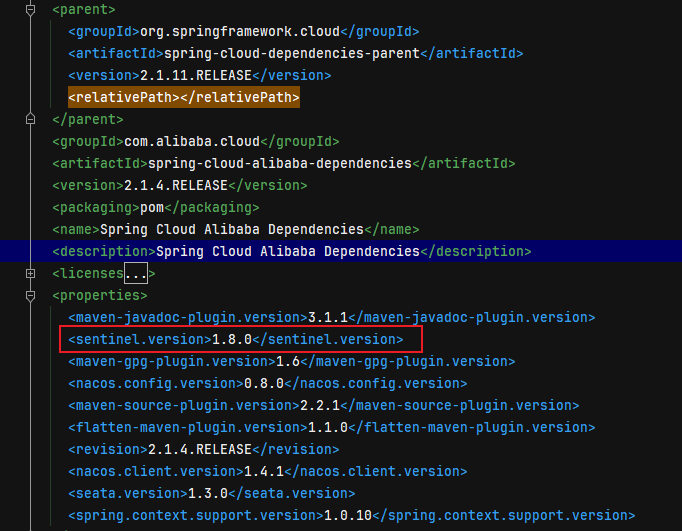 <parent>
<groupId>org.springframework.cloud</groupId>
<artifactId>spring-cloud-dependencies-parent</artifactId>
<version>2.1.11.RELEASE</version>
<relativePath></relativePath>
</parent>
<groupId>com.alibaba.cloud</groupId>
<artifactId>spring-cloud-alibaba-dependencies</artifactId>
<version>2.1.4.RELEASE</version>
<packaging>pom</packaging>
<name>Spring Cloud Alibaba Dependencies</name>
<description>Spring Cloud Alibaba Dependencies</description>
<licenses...>
<properties>
<maven-javadoc-plugin.version>3.1.1</maven-javadoc-plugin.version>
<sentinel.version>1.8.0</sentinel.version>
<maven-gpg-plugin.version>1.6</maven-gpg-plugin.version>
<nacos.config.version>0.8.0</nacos.config.version>
<maven-source-plugin.version>2.2.1</maven-source-plugin.version>
<flatten-maven-plugin.version>1.1.0</flatten-maven-plugin.version>
<revision>2.1.4.RELEASE</revision>
<nacos.client.version>1.4.1</nacos.client.version>
<seata.version>1.3.0</seata.version>
<spring.context.support.version>1.0.10</spring.context.support.version>